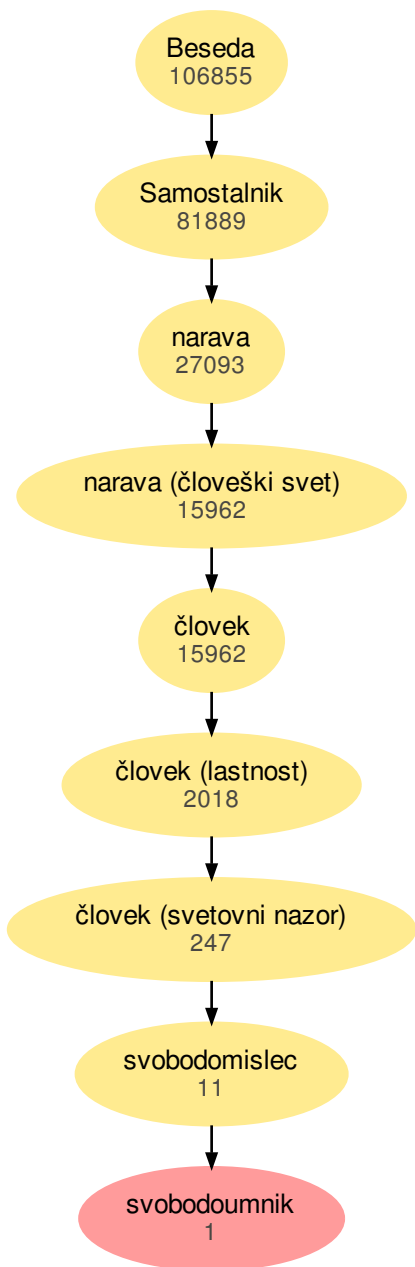 Beseda
106855
Samostalnik
81889
narava
27093
narava (človeški svet)
15962
človek
15962
človek (lastnost)
2018
človek (svetovni nazor)
247
svobodomislec
11
svobodoumnik
1